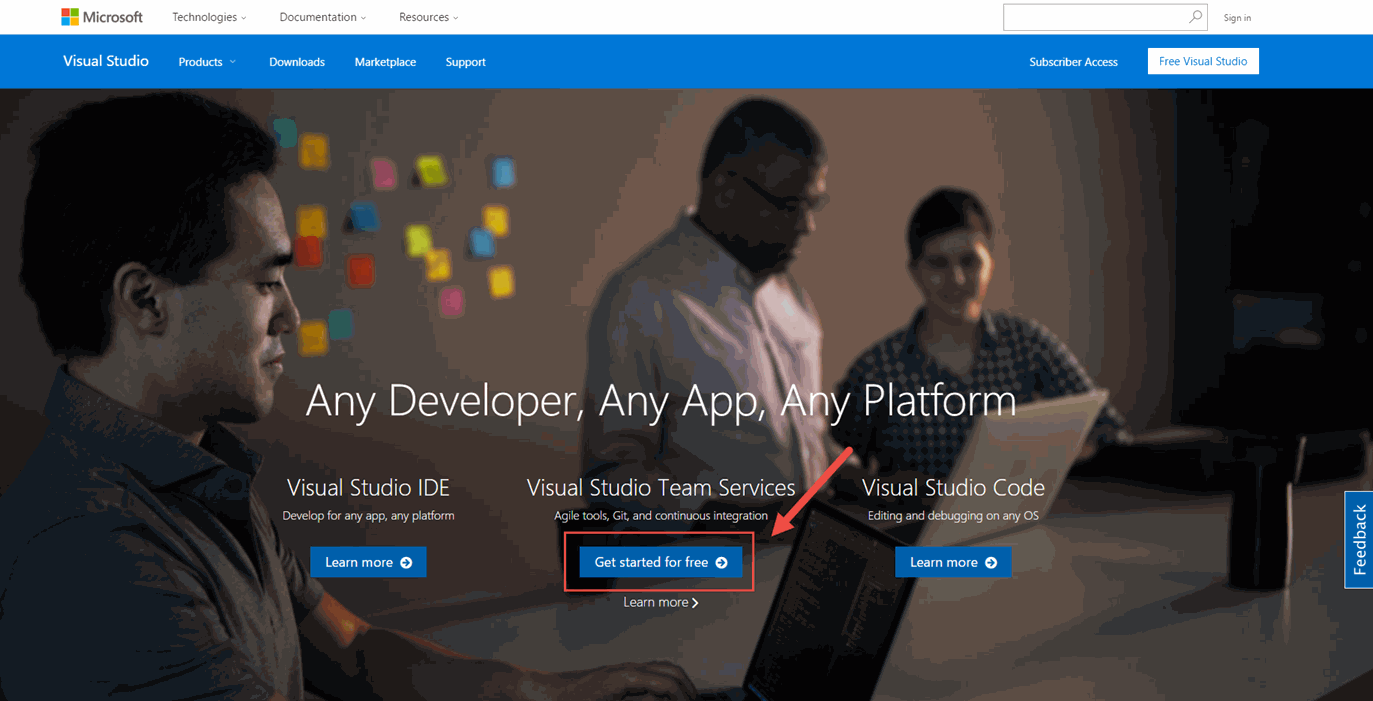 Microsoft
Technologies
Documentation
Resources
Sign in
Visual Studio
Products
Downloads
Marketplace
Support
Subscriber Access
Free Visual Studio
Any Developer, Any App, Any Platform
Visual Studio IDE
Develop for any app, any platform
Learn more
Visual Studio Team Services
Agile tools, Git, and continuous integration
Get started for free
Learn more
Visual Studio Code
Editing and debugging on any OS
Learn more
Feedback